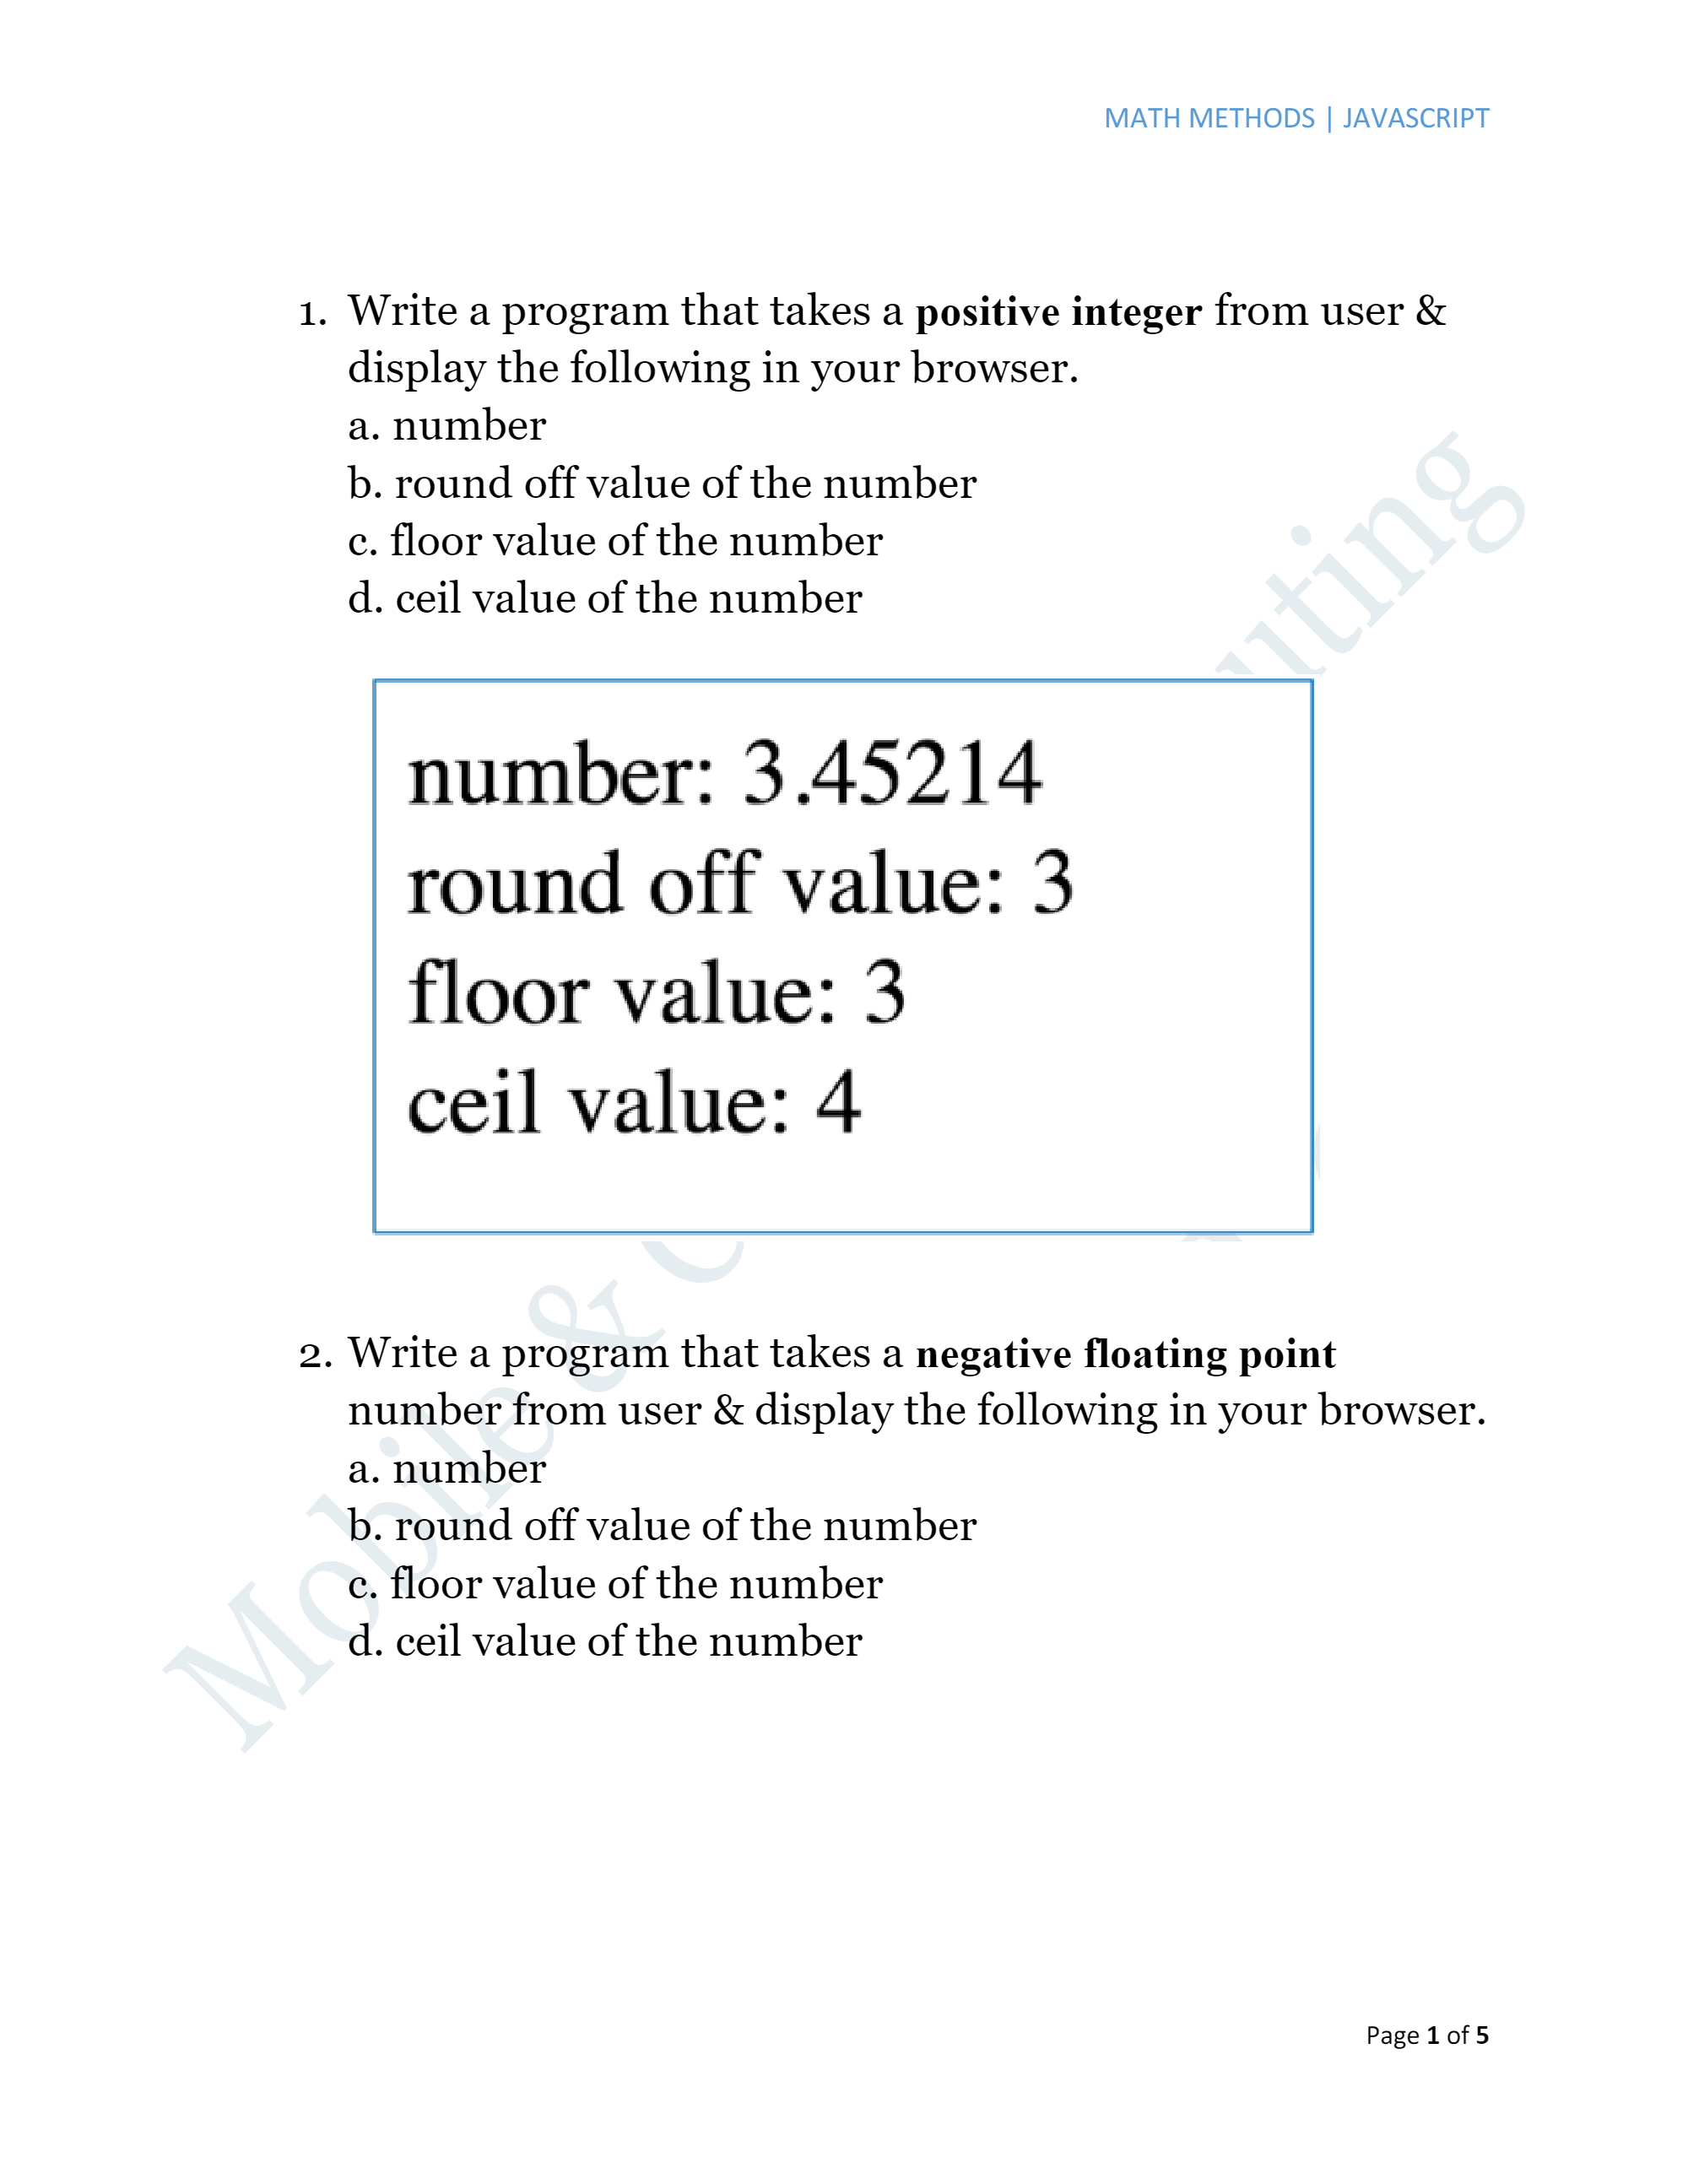 MATH METHODS | JAVASCRIPT
1. Write a program that takes a positive integer from user &
display the following in your browser.
a. number
b. round off value of the number
c. floor value of the number
d. ceil value of the number
number: 3.45214
round off value: 3
floor value: 3
ceil value: 4
2. Write a program that takes a negative floating point
number from user & display the following in your browser.
a. number
b. round off value of the number
c. floor value of the number
d. ceil value of the number
Mobile &
Page 1 of 5